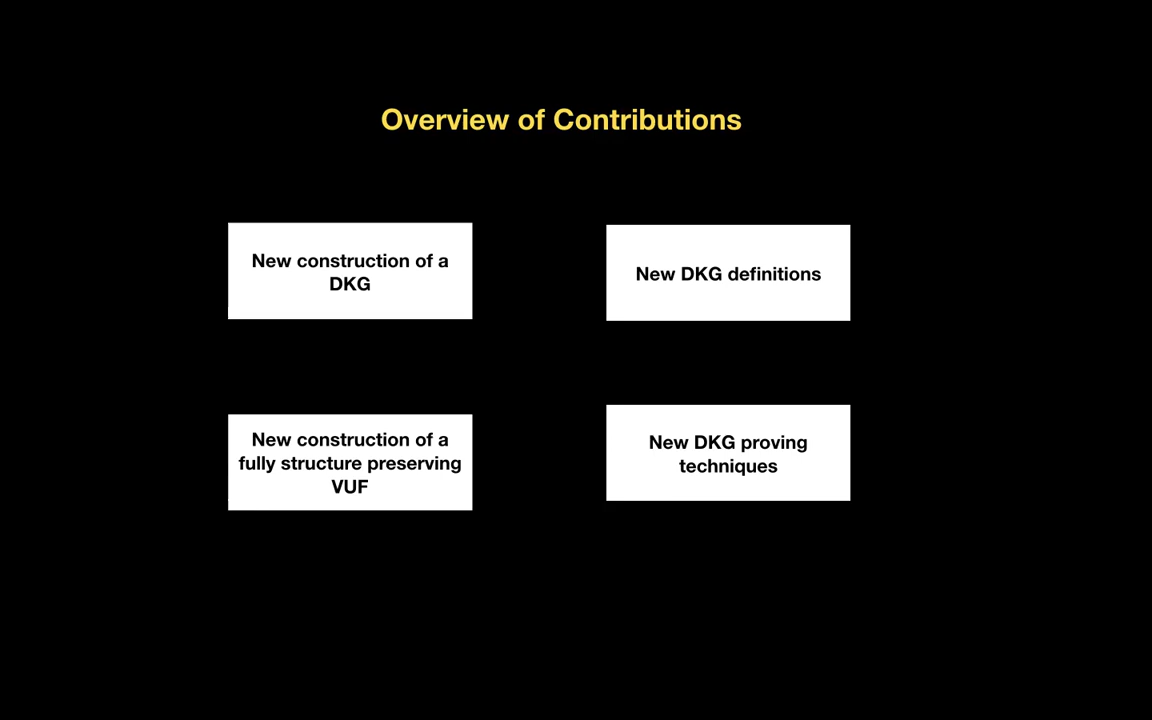 Overview of Contributions
New construction of a
DKG
New DKG definitions
New construction of a
fully structure preserving
VUF
New DKG proving
techniques